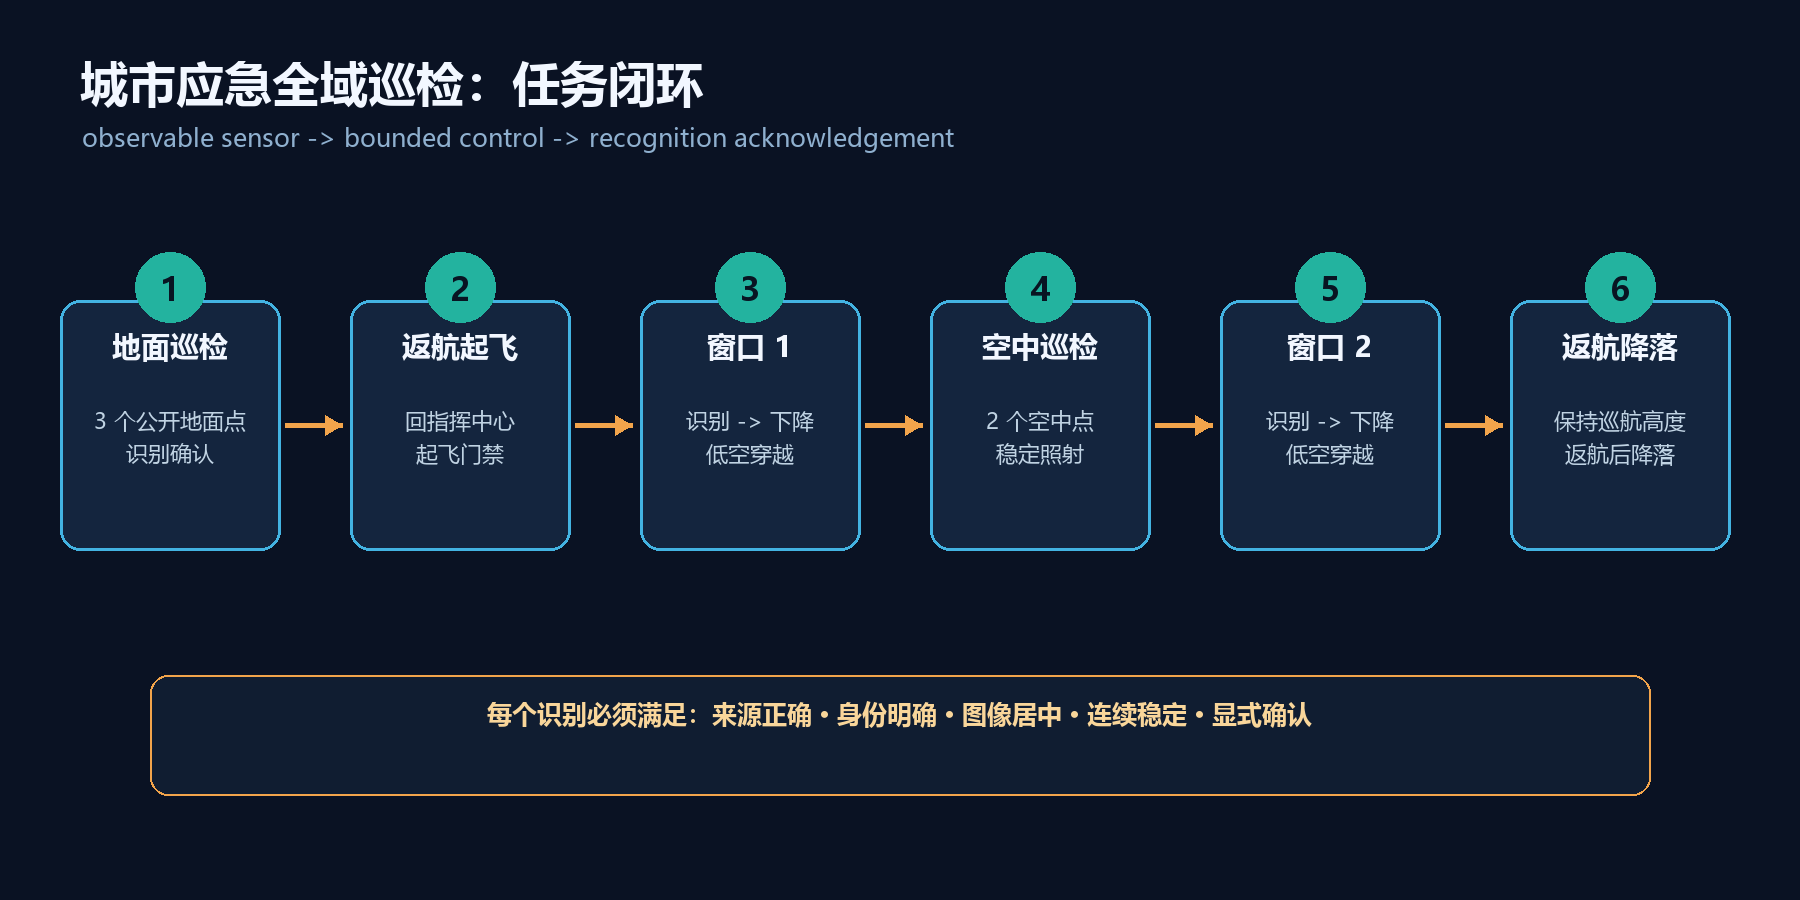 城市应急全域巡检：任务闭环
observable sensor -> bounded control -> recognition acknowledgement
1
地面巡检
3 个公开地面点
识别确认
2
返航起飞
回指挥中心
起飞门禁
3
窗口 1
识别 -> 下降
低空穿越
4
空中巡检
2 个空中点
稳定照射
5
窗口 2
识别 -> 下降
低空穿越
6
返航降落
保持巡航高度
返航后降落
每个识别必须满足：来源正确・身份明确・图像居中・连续稳定・显式确认